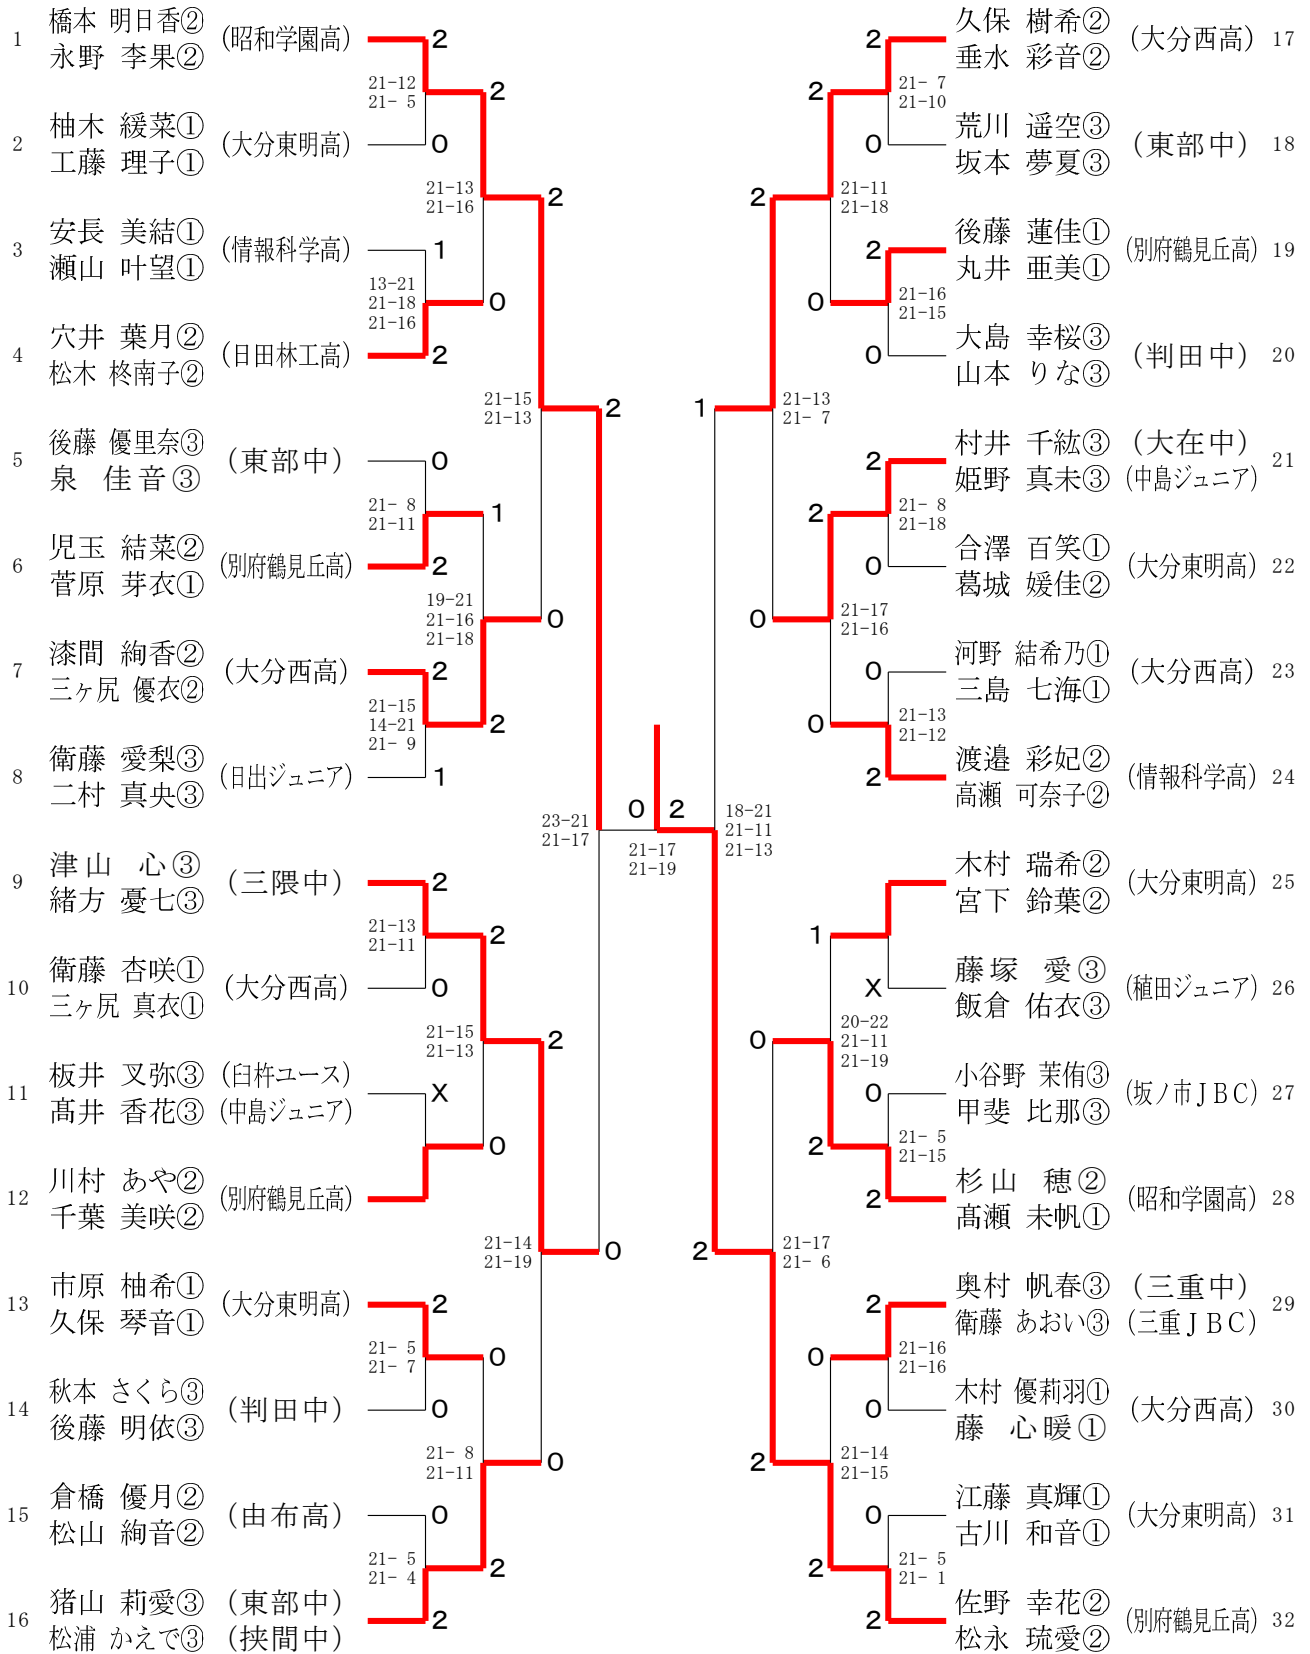 1 橋本 明日香② (昭和学園高) 2
永野 李果②
21-12
21- 5
2
2 柚木 緩菜① (大分東明高) 0
工藤 理子①
21-13
21-16
2
3 安長 美結① (情報科学高) 1
瀬山 叶望①
13-21
21-18
21-16
0
4 穴井 葉月② (日田林工高) 2
松木 柊南子②
21-15
21-13
2
5 後藤 優里奈③ (東部中) 0
泉 佳音③
21- 8
21-11
1
6 児玉 結菜② (別府鶴見丘高) 2
菅原 芽衣①
19-21
21-16
21-18
0
7 漆間 絢香② (大分西高) 2
三ヶ尻 優衣②
21-15
14-21
21- 9
2
8 衛藤 愛梨③ (日出ジュニア) 1
二村 真央③
23-21
21-17
0 2
21-17
21-19
9 津山 心③ (三隈中) 2
緒方 憂七③
21-13
21-11
2
10 衛藤 杏咲① (大分西高) 0
三ヶ尻 真衣①
21-15
21-13
2
11 板井 叉弥③ (臼杵ユース) X
髙井 香花③ (中島ジュニア)
0
12 川村 あや② (別府鶴見丘高)
千葉 美咲②
21-14
21-19
0
13 市原 柚希① (大分東明高) 2
久保 琴音①
21- 5
21- 7
0
14 秋本 さくら③ (判田中) 0
後藤 明依③
21- 8
21-11
0
15 倉橋 優月② (由布高) 0
松山 絢音②
21- 5
21- 4
2
16 猪山 莉愛③ (東部中) 2
松浦 かえで③ (挟間中)
2 久保 樹希② (大分西高) 17
垂水 彩音②
2
21- 7
21-10
0 荒川 遥空③ (東部中) 18
坂本 夢夏③
2
21-11
21-18
2 後藤 蓮佳① (別府鶴見丘高) 19
丸井 亜美①
0
21-16
21-15
0 大島 幸桜③ (判田中) 20
山本 りな③
1
21-13
21- 7
2 村井 千紘③ (大在中) 21
姫野 真未③ (中島ジュニア)
2
21- 8
21-18
0 合澤 百笑① (大分東明高) 22
葛城 媛佳②
0
21-17
21-16
0 河野 結希乃① (大分西高) 23
三島 七海①
0
21-13
21-12
2 渡邉 彩妃② (情報科学高) 24
高瀬 可奈子②
18-21
21-11
21-13
木村 瑞希② (大分東明高) 25
宮下 鈴葉②
1
X 藤塚 愛③ (稙田ジュニア) 26
飯倉 佑衣③
0
20-22
21-11
21-19
0 小谷野 茉侑③ (坂ノ市JBC) 27
甲斐 比那③
2
21- 5
21-15
2 杉山 穂② (昭和学園高) 28
髙瀬 未帆①
2
21-17
21- 6
2 奥村 帆春③ (三重中) 29
衛藤 あおい③ (三重JBC)
0
21-16
21-16
0 木村 優莉羽① (大分西高) 30
藤 心暖①
2
21-14
21-15
0 江藤 真輝① (大分東明高) 31
古川 和音①
2
21- 5
21- 1
2 佐野 幸花② (別府鶴見丘高) 32
松永 琉愛②